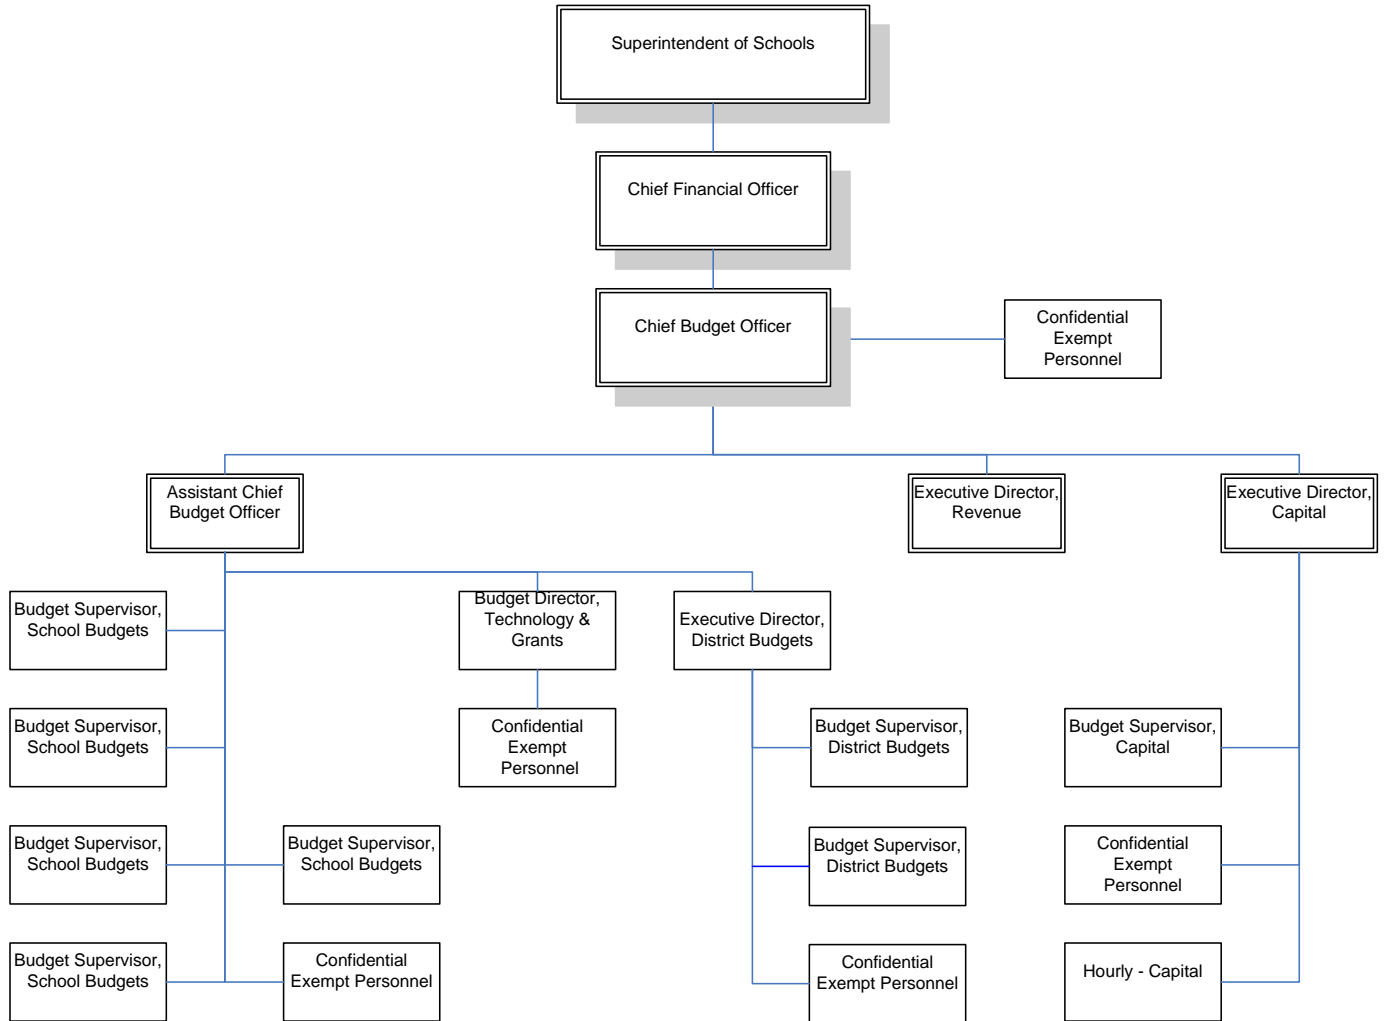 Superintendent of Schools
Chief Financial Officer
Chief Budget Officer
Confidential
Exempt
Personnel
Assistant Chief
Budget Officer
Executive Director,
Revenue
Executive Director,
Capital
Budget Supervisor,
School Budgets
Budget Director,
Technology &
Grants
Executive Director,
District Budgets
Budget Supervisor,
School Budgets
Confidential
Exempt
Personnel
Budget Supervisor,
District Budgets
Budget Supervisor,
Capital
Budget Supervisor,
School Budgets
Budget Supervisor,
School Budgets
Budget Supervisor,
District Budgets
Confidential
Exempt
Personnel
Budget Supervisor,
School Budgets
Confidential
Exempt Personnel
Confidential
Exempt Personnel
Hourly - Capital